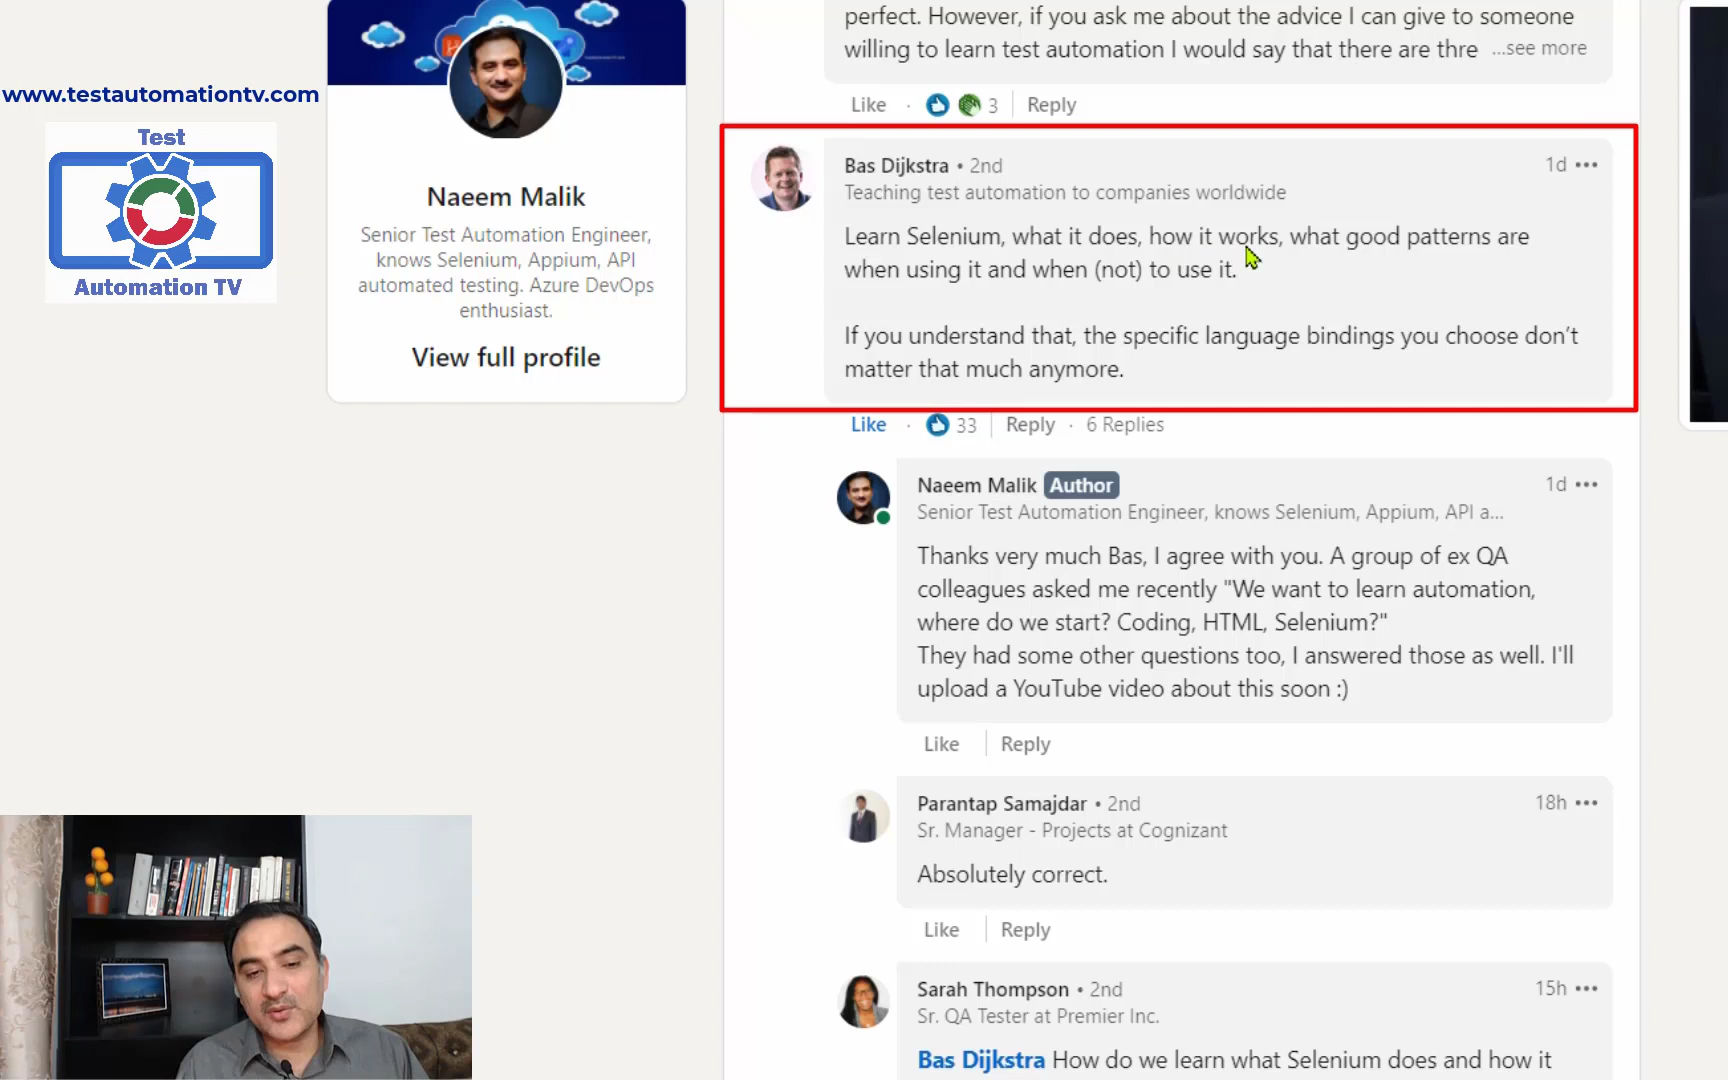 www.testautomationtv.com
Test
Automation TV
Naeem Malik
Senior Test Automation Engineer,
knows Selenium, Appium, API
automated testing. Azure DevOps
enthusiast.
View full profile
perfect. However, if you ask me about the advice I can give to someone
willing to learn test automation I would say that there are thre ...see more
Like · 3 Reply
Bas Dijkstra • 2nd 1d
Teaching test automation to companies worldwide
Learn Selenium, what it does, how it works, what good patterns are
when using it and when (not) to use it.
If you understand that, the specific language bindings you choose don’t
matter that much anymore.
Like · 33 Reply · 6 Replies
Naeem Malik Author 1d
Senior Test Automation Engineer, knows Selenium, Appium, API a...
Thanks very much Bas, I agree with you. A group of ex QA
colleagues asked me recently "We want to learn automation,
where do we start? Coding, HTML, Selenium?"
They had some other questions too, I answered those as well. I'll
upload a YouTube video about this soon :)
Like Reply
Parantap Samajdar • 2nd 18h
Sr. Manager - Projects at Cognizant
Absolutely correct.
Like Reply
Sarah Thompson • 2nd 15h
Sr. QA Tester at Premier Inc.
Bas Dijkstra How do we learn what Selenium does and how it